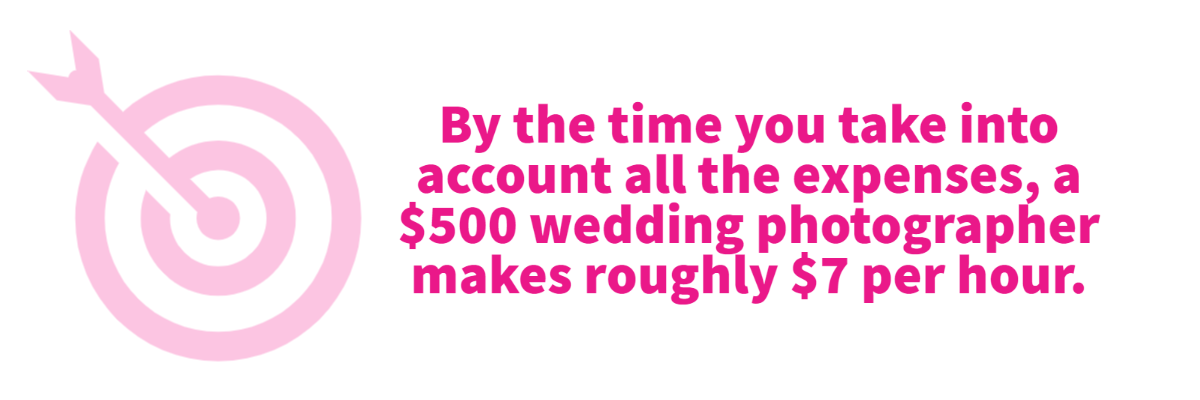 By the time you take into
account all the expenses, a
$500 wedding photographer
makes roughly $7 per hour.